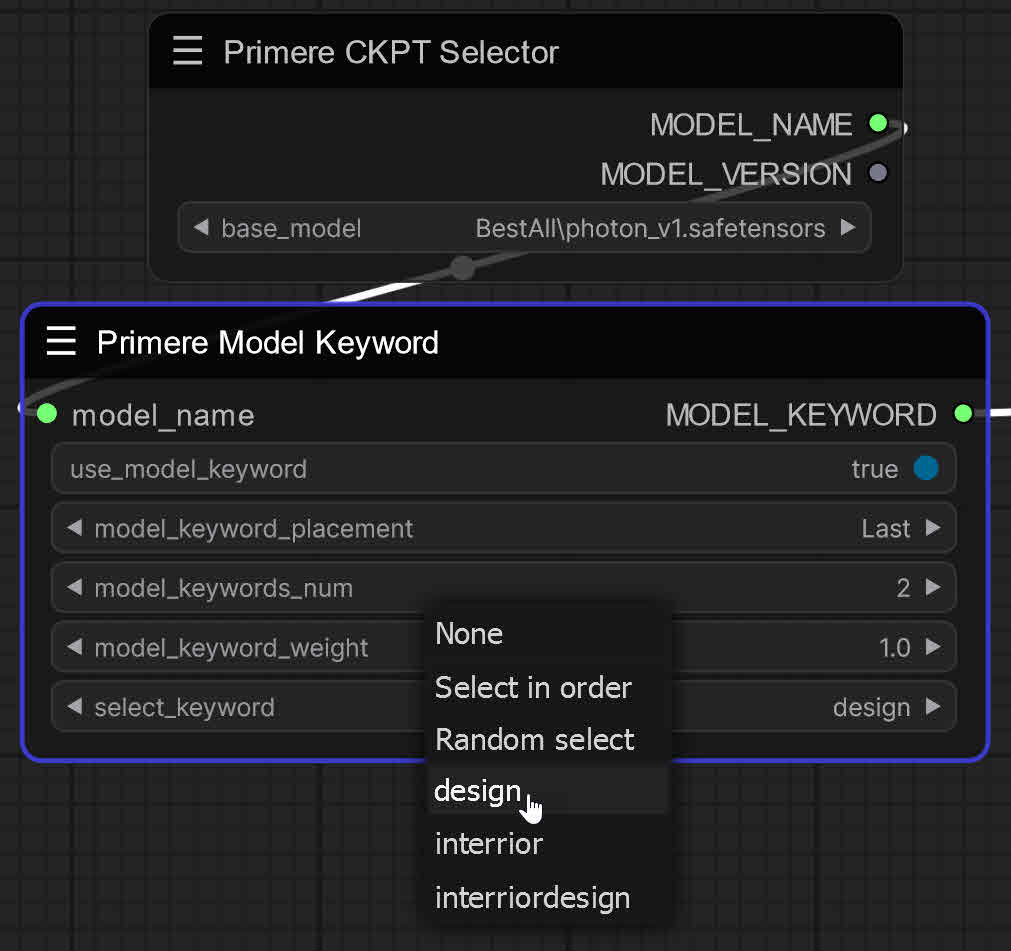 Primere CKPT Selector
MODEL_NAME
MODEL_VERSION
base_model BestAll\photon_v1.safetensors
Primere Model Keyword
model_name MODEL_KEYWORD
use_model_keyword true
model_keyword_placement Last
model_keywords_num 2
model_keyword_weight 1.0
select_keyword design
None
Select in order
Random select
design
interrior
interriordesign